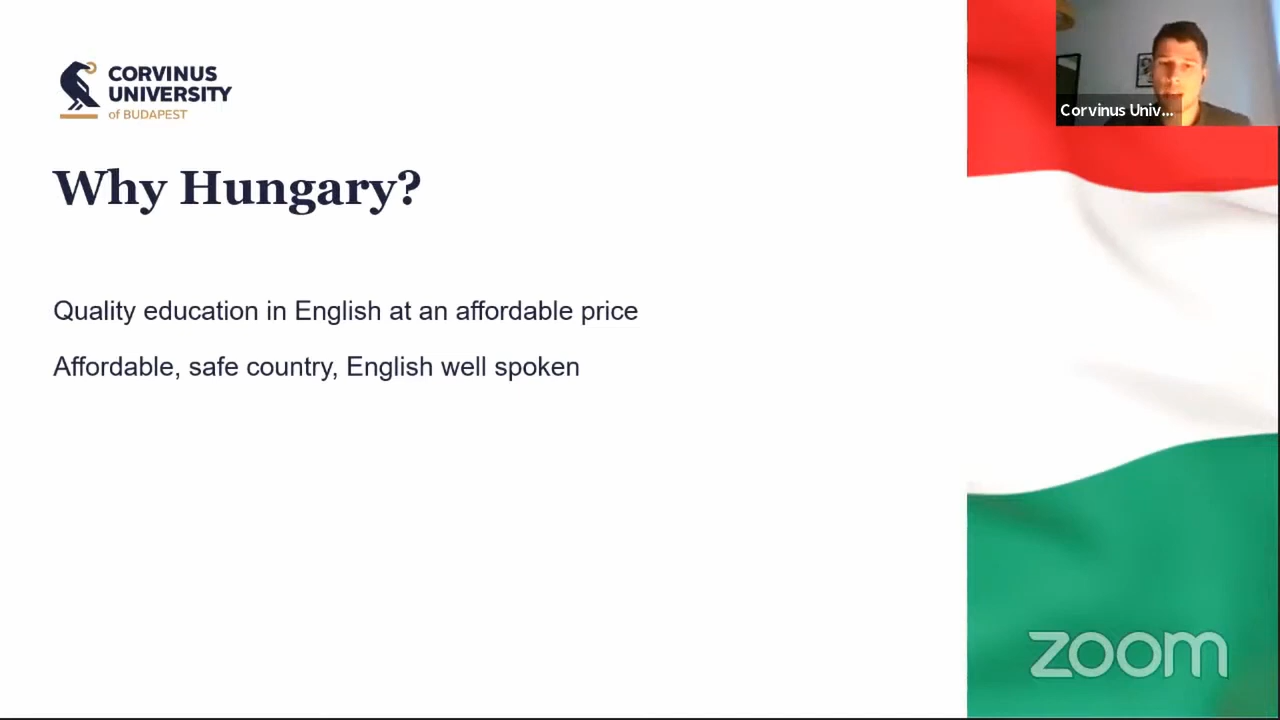 CORVINUS
UNIVERSITY
of BUDAPEST
Corvinus Univ...
Why Hungary?
Quality education in English at an affordable price
Affordable, safe country, English well spoken
zoom